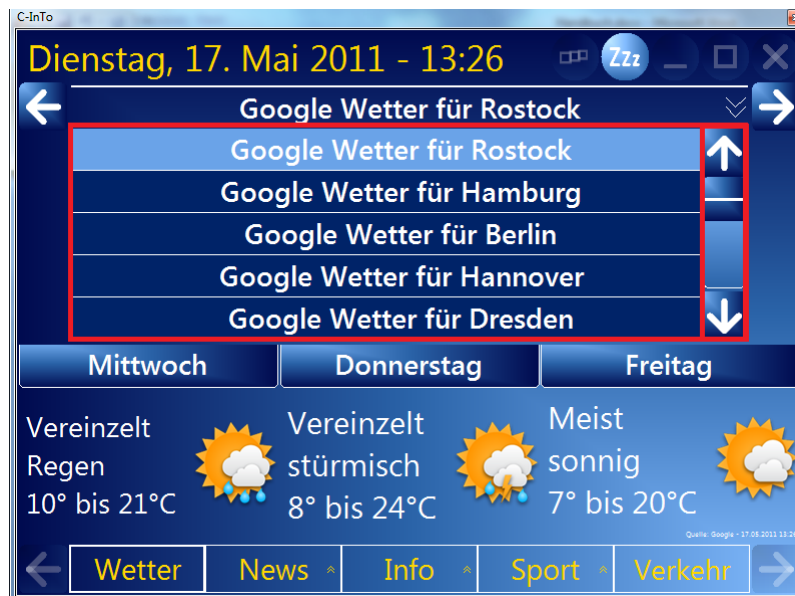 C-InTo
Dienstag, 17. Mai 2011 - 13:26
Zzz
Google Wetter für Rostock
Google Wetter für Rostock
Google Wetter für Hamburg
Google Wetter für Berlin
Google Wetter für Hannover
Google Wetter für Dresden
Mittwoch Donnerstag Freitag
Vereinzelt
Regen
10° bis 21°C
Vereinzelt
stürmisch
8° bis 24°C
Meist
sonnig
7° bis 20°C
Quelle: Google - 17.05.2011 13:26
Wetter News Info Sport Verkehr